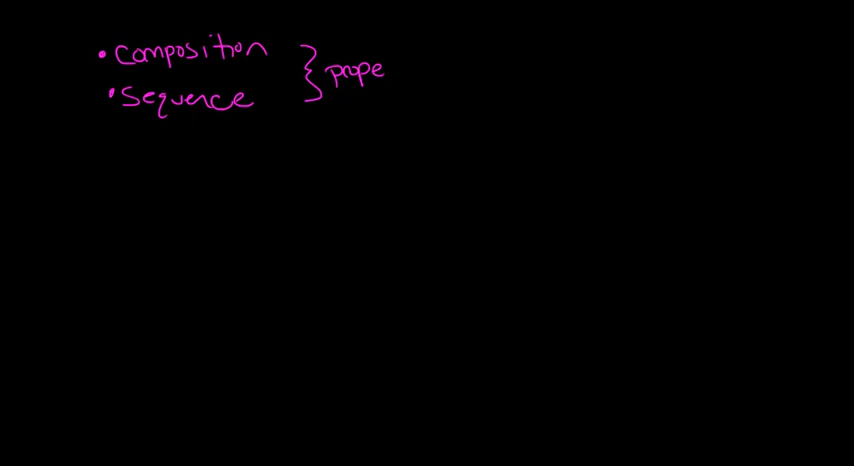 • Composition
• Sequence
} prope